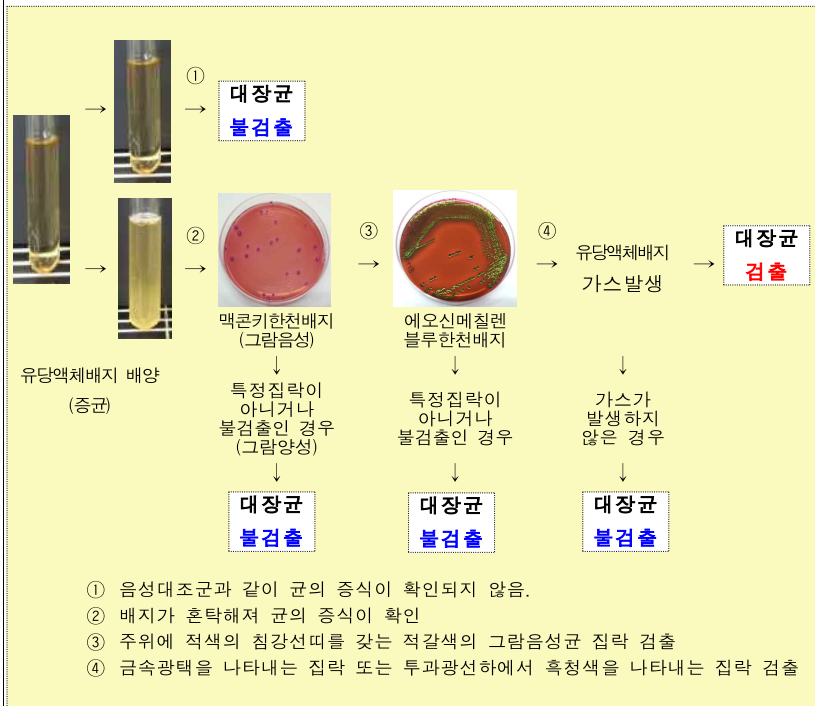 ①
대장균
불검출
②
③
④
유당액체배지
가스발생
대장균
검출
맥콘키한천배지
(그람음성)
에오신메칠렌
블루한천배지
유당액체배지 배양
(증균)
특정집락이
아니거나
불검출인 경우
(그람양성)
특정집락이
아니거나
불검출인 경우
가스가
발생하지
않은 경우
대장균
불검출
대장균
불검출
대장균
불검출
① 음성대조군과 같이 균의 증식이 확인되지 않음.
② 배지가 혼탁해져 균의 증식이 확인
③ 주위에 적색의 침강선띠를 갖는 적갈색의 그람음성균 집락 검출
④ 금속광택을 나타내는 집락 또는 투과광선하에서 흑청색을 나타내는 집락 검출